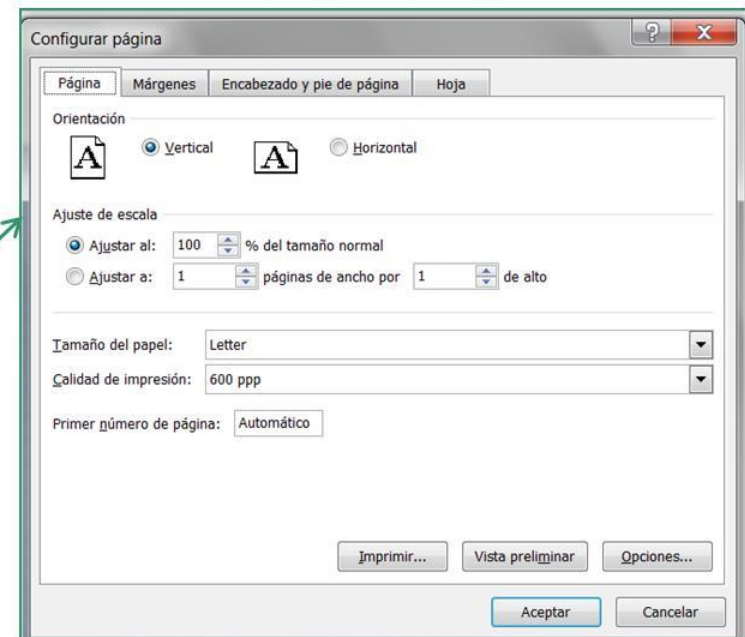 Configurar página
Página Márgenes Encabezado y pie de página Hoja
Orientación
A Vertical A Horizontal
Ajuste de escala
Ajustar al: 100 % del tamaño normal
Ajustar a: 1 páginas de ancho por 1 de alto
Tamaño del papel: Letter
Calidad de impresión: 600 ppp
Primer número de página: Automático
Imprimir... Vista preliminar Opciones...
Aceptar Cancelar